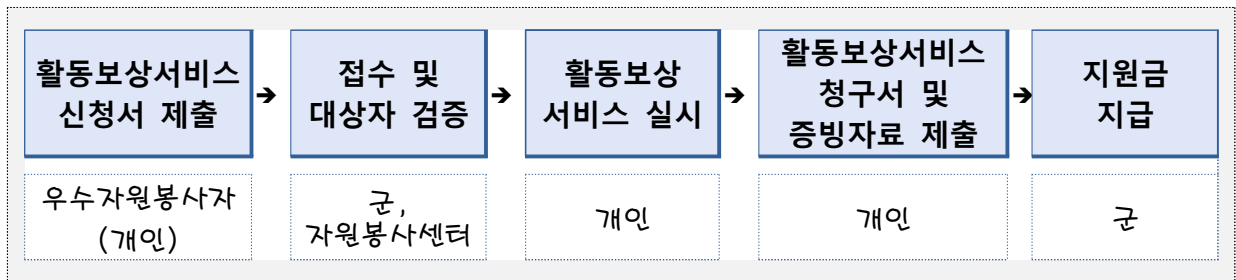 활동보상서비스
신청서 제출
➔
접수 및
대상자 검증
➔
활동보상
서비스 실시
➔
활동보상서비스
청구서 및
증빙자료 제출
➔
지원금
지급
우수자원봉사자
(개인)
군,
자원봉사센터
개인
개인
군